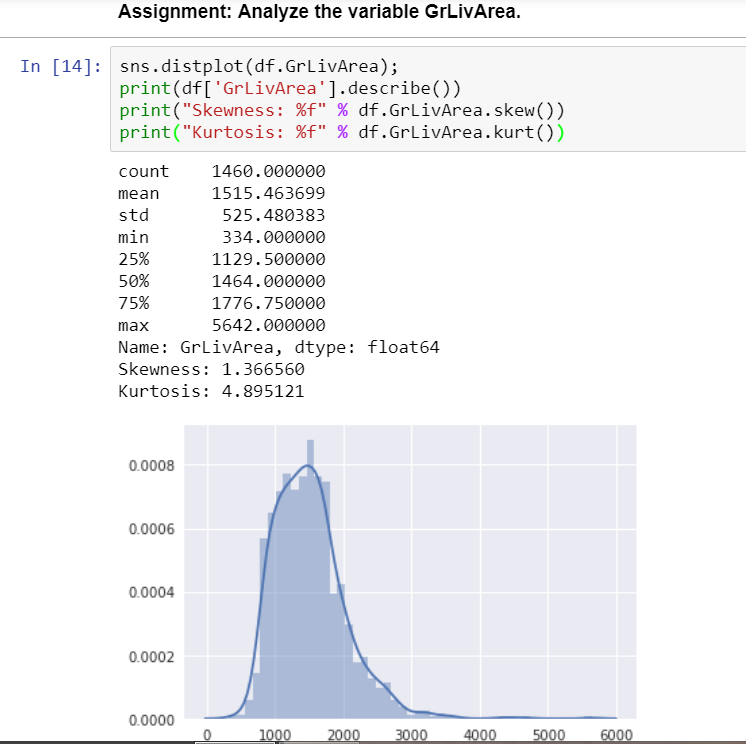 Assignment: Analyze the variable GrLivArea.
In [14]: sns.distplot(df.GrLivArea);
print(df['GrLivArea'].describe())
print("Skewness: %f" % df.GrLivArea.skew())
print("Kurtosis: %f" % df.GrLivArea.kurt())
count 1460.000000
mean 1515.463699
std 525.480383
min 334.000000
25% 1129.500000
50% 1464.000000
75% 1776.750000
max 5642.000000
Name: GrLivArea, dtype: float64
Skewness: 1.366560
Kurtosis: 4.895121
0.0008
0.0006
0.0004
0.0002
0.0000
0 1000 2000 3000 4000 5000 6000